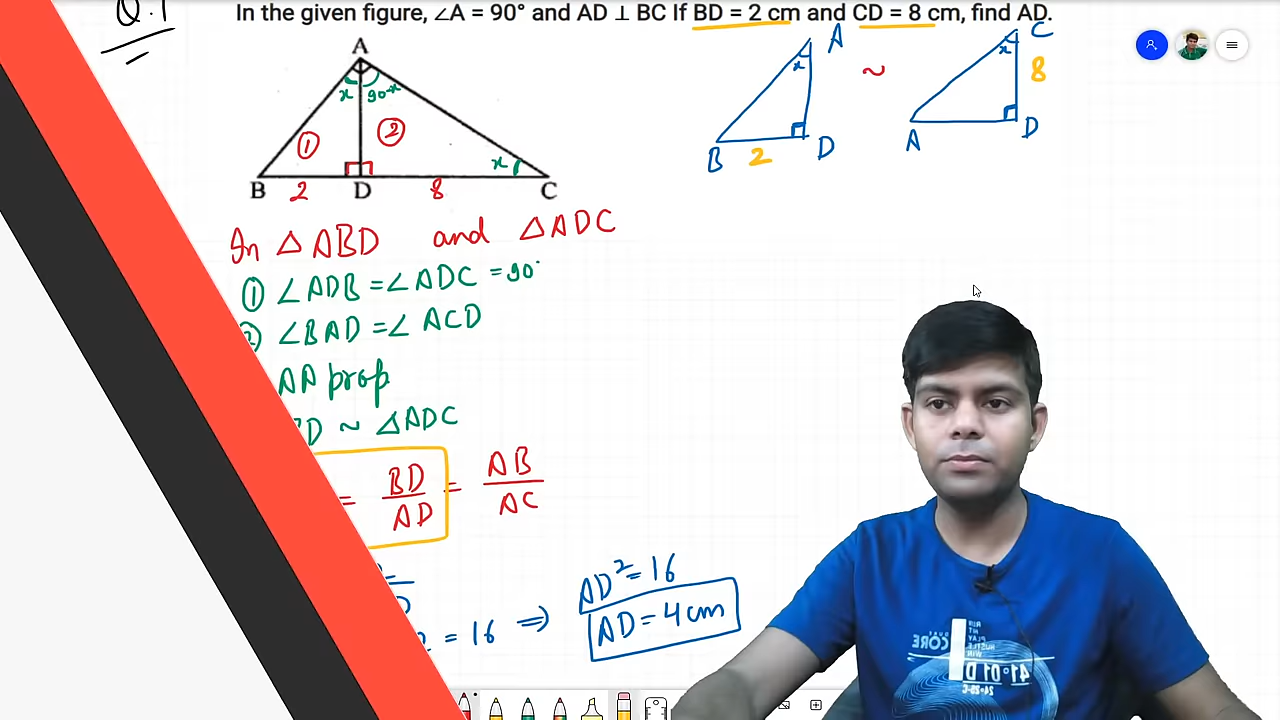 Q.1
In the given figure, ∠A = 90° and AD ⊥ BC If BD = 2 cm and CD = 8 cm, find AD.
A
x 90-x
① ②
x
B 2 D 8 C
A
x
B 2 D
~
C
x
8
A D
In △ABD and △ADC
① ∠ADB = ∠ADC = 90°
② ∠BAD = ∠ACD
AA prop
BD ~ △ADC
= BD/AD = AB/AC
= 16 ⇒
AD² = 16
AD = 4 cm